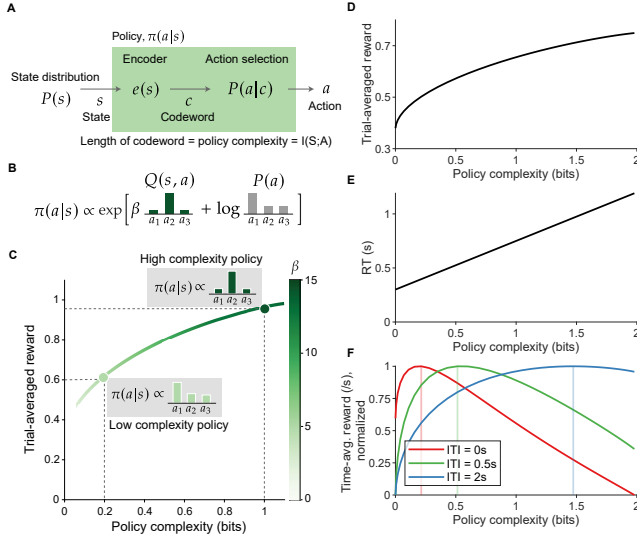 A
Policy, π(a|s)
Encoder
Action selection
State distribution
P(s)
s
State
e(s)
c
Codeword
P(a|c)
a
Action
Length of codeword = policy complexity = I(S;A)
B
Q(s, a)
P(a)
π(a|s) ∝ exp[β a₁ a₂ a₃ + log a₁ a₂ a₃]
C
High complexity policy
π(a|s) ∝ a₁ a₂ a₃
π(a|s) ∝ a₁ a₂ a₃
Low complexity policy
β
15
10
5
0
Trial-averaged reward
1
0.8
0.6
0.4
0.2
0
0 0.2 0.4 0.6 0.8 1
Policy complexity (bits)
D
Trial-averaged reward
0.7
0.5
0.3
0 0.5 1 1.5 2
Policy complexity (bits)
E
RT (s)
1
0.5
0
0 0.5 1 1.5 2
Policy complexity (bits)
F
Time-avg. reward (/s),
normalized
1
0.75
0.5
0.25
0
ITI = 0s
ITI = 0.5s
ITI = 2s
0 0.5 1 1.5 2
Policy complexity (bits)